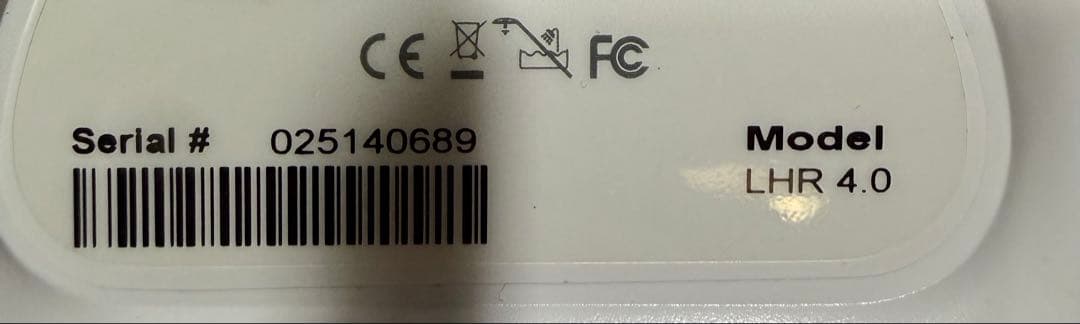 CE FC
Serial # 025140689
Model
LHR 4.0